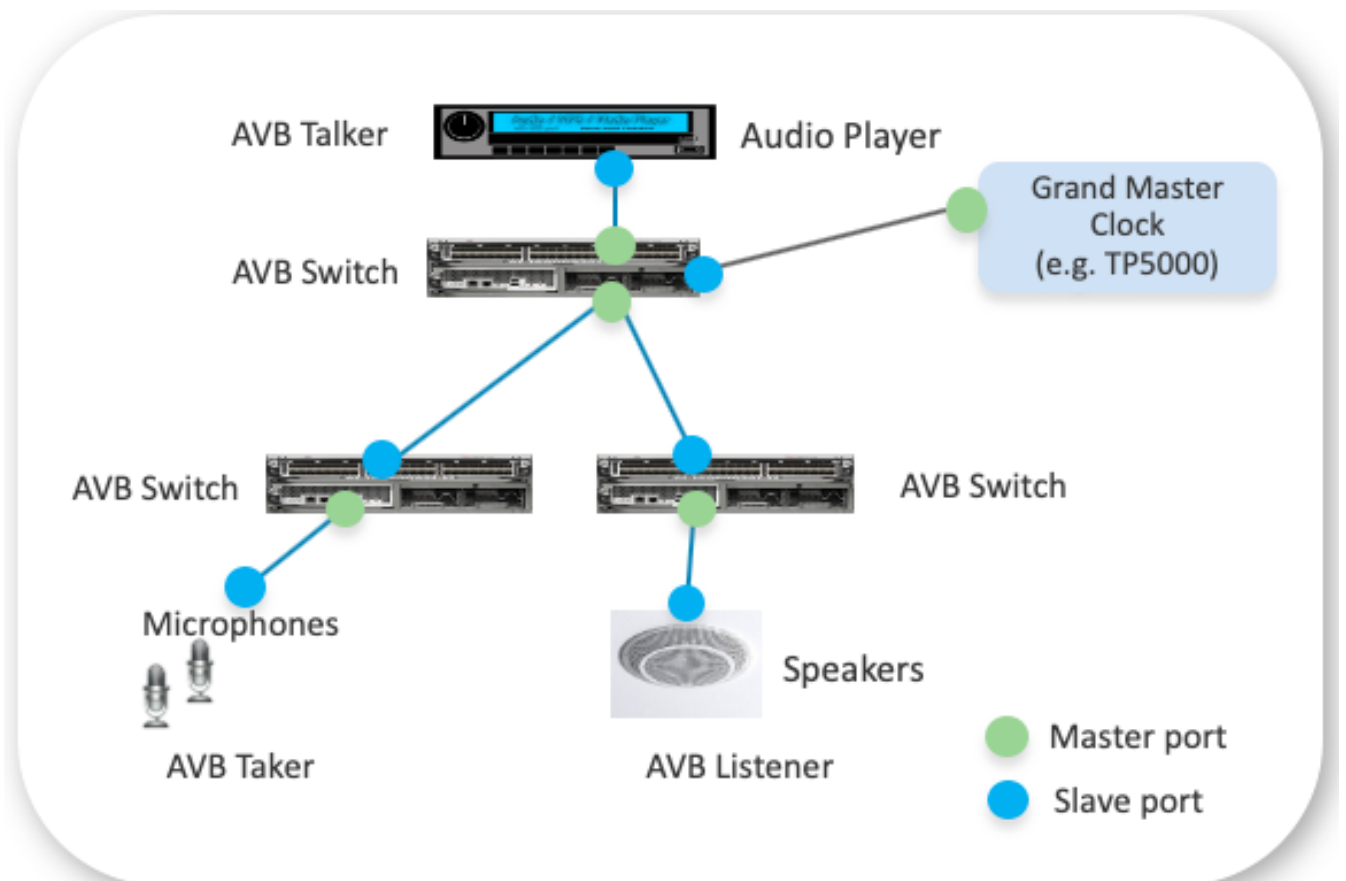 AVB Talker
Audio Player
Grand Master
Clock
(e.g. TP5000)
AVB Switch
AVB Switch
AVB Switch
Microphones
Speakers
AVB Taker
AVB Listener
Master port
Slave port